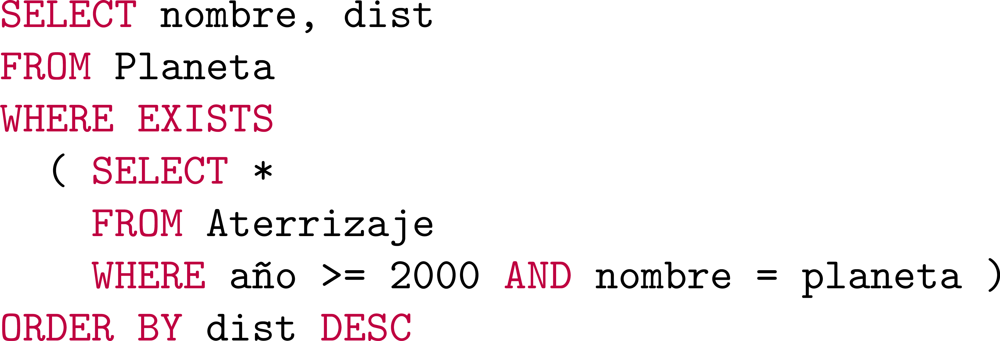 SELECT nombre, dist
FROM Planeta
WHERE EXISTS
( SELECT *
FROM Aterrizaje
WHERE año >= 2000 AND nombre = planeta )
ORDER BY dist DESC